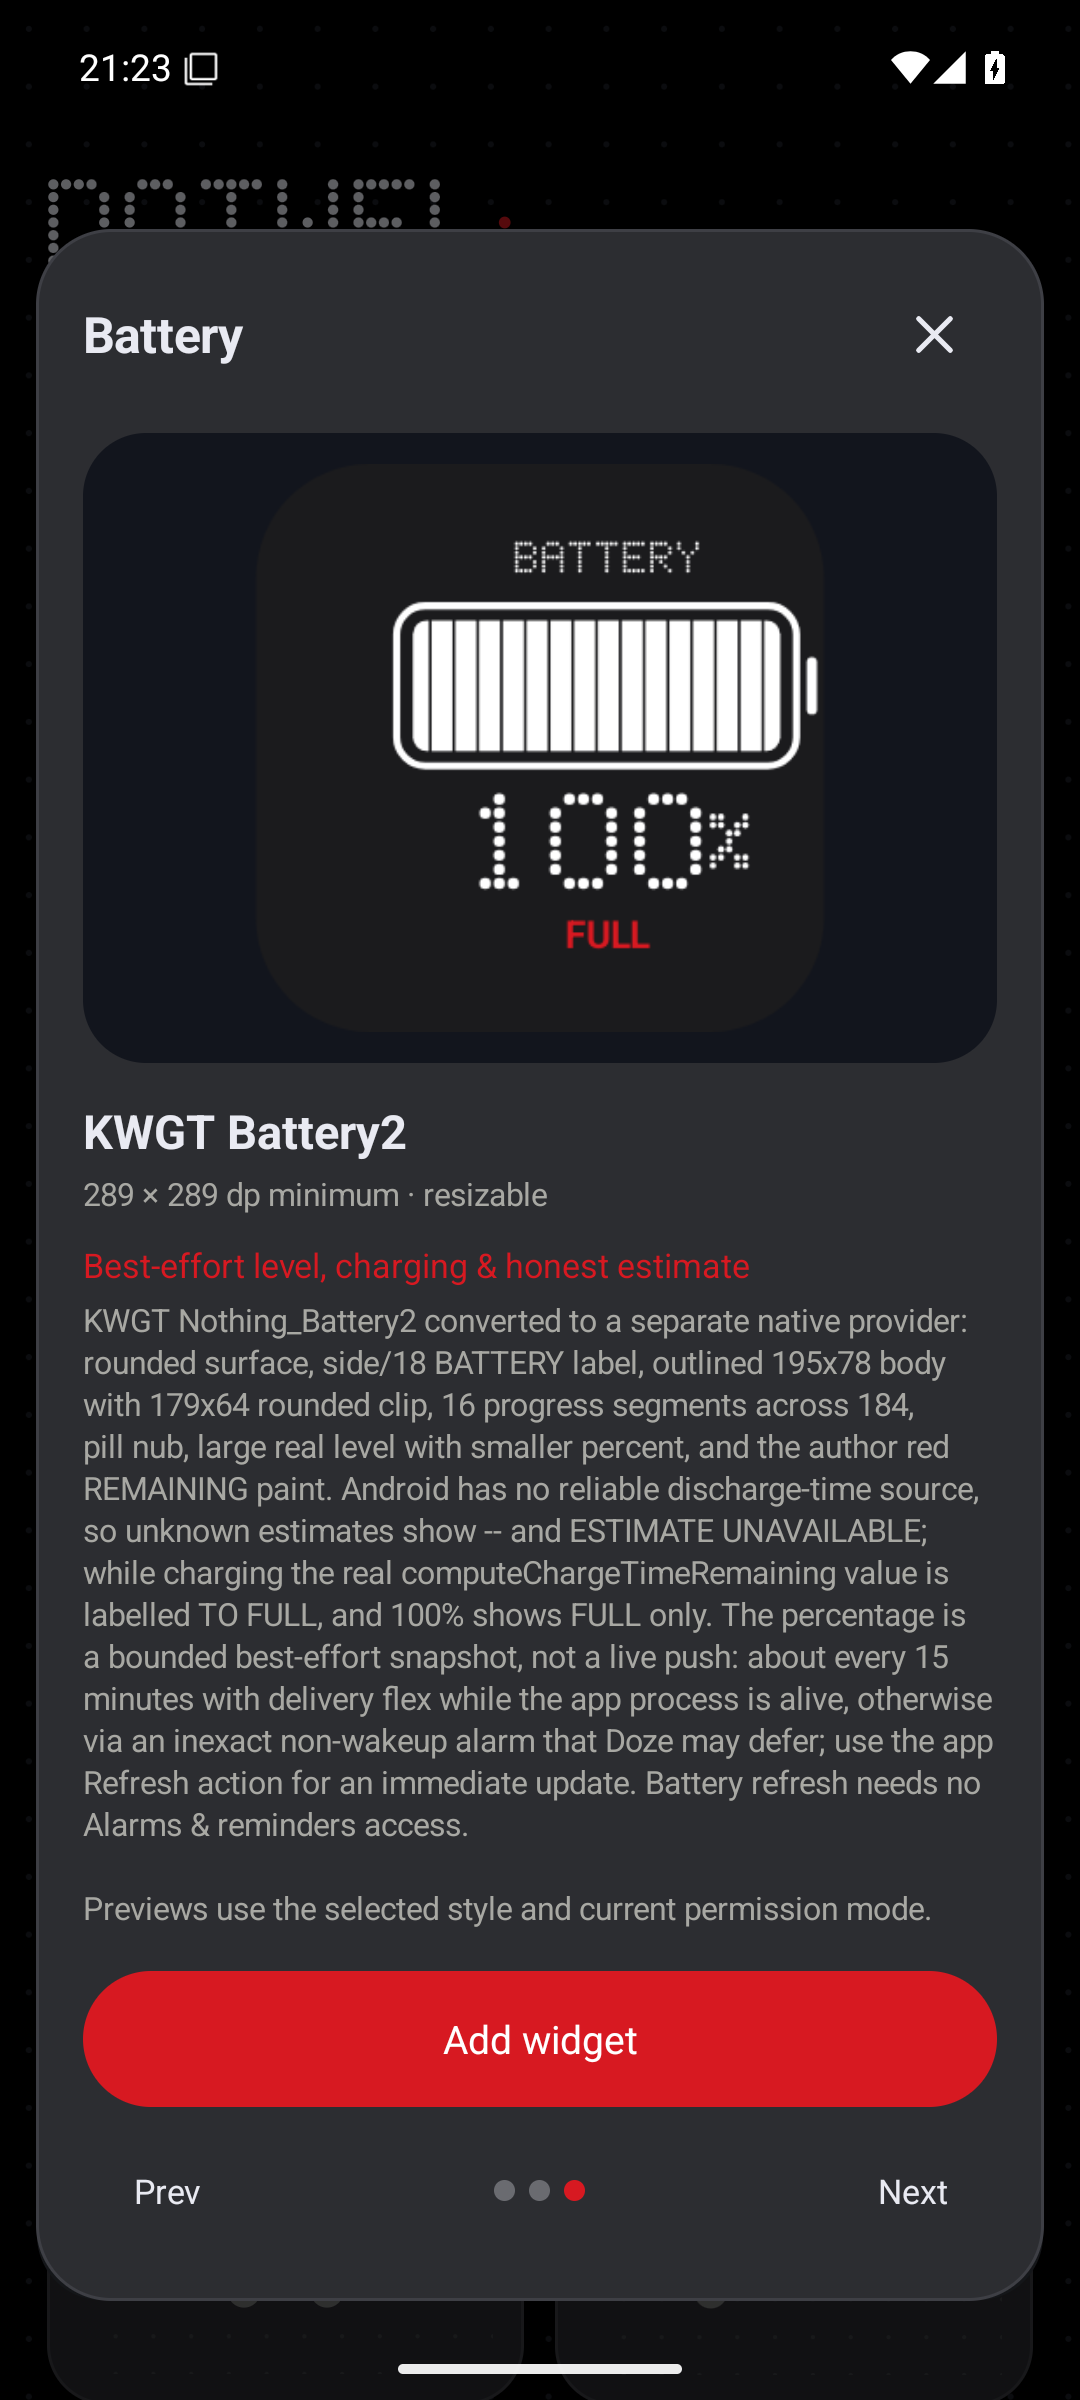 21:23
Battery
BATTERY
100%
FULL
KWGT Battery2
289 × 289 dp minimum · resizable
Best-effort level, charging & honest estimate
KWGT Nothing_Battery2 converted to a separate native provider:
rounded surface, side/18 BATTERY label, outlined 195x78 body
with 179x64 rounded clip, 16 progress segments across 184,
pill nub, large real level with smaller percent, and the author red
REMAINING paint. Android has no reliable discharge-time source,
so unknown estimates show -- and ESTIMATE UNAVAILABLE;
while charging the real computeChargeTimeRemaining value is
labelled TO FULL, and 100% shows FULL only. The percentage is
a bounded best-effort snapshot, not a live push: about every 15
minutes with delivery flex while the app process is alive, otherwise
via an inexact non-wakeup alarm that Doze may defer; use the app
Refresh action for an immediate update. Battery refresh needs no
Alarms & reminders access.
Previews use the selected style and current permission mode.
Add widget
Prev
Next